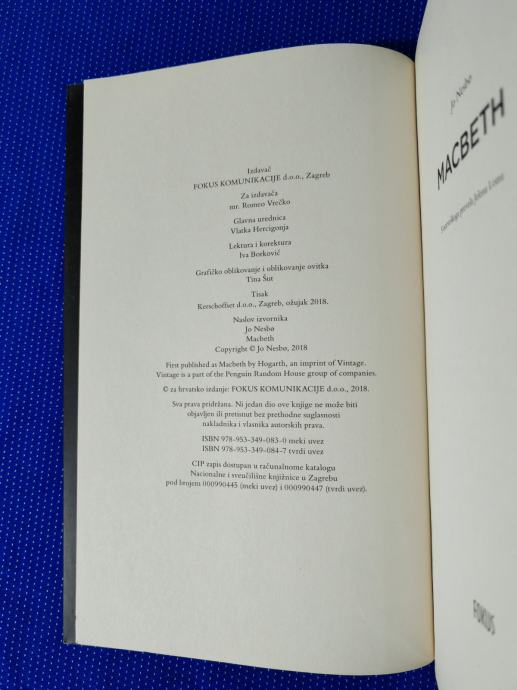 Izdavač
FOKUS KOMUNIKACIJE d.o.o., Zagreb
Za izdavača
mr. Romeo Vrečko
Glavna urednica
Vlatka Hercigonja
Lektura i korektura
Iva Borković
Grafičko oblikovanje i oblikovanje ovitka
Tina Šut
Tisak
Kerschoffset d.o.o., Zagreb, ožujak 2018.
Naslov izvornika
Jo Nesbø
Macbeth
Copyright © Jo Nesbø, 2018
First published as Macbeth by Hogarth, an imprint of Vintage.
Vintage is a part of the Penguin Random House group of companies.
© za hrvatsko izdanje: FOKUS KOMUNIKACIJE d.o.o., 2018.
Sva prava pridržana. Ni jedan dio ove knjige ne može biti
objavljen ili pretisnut bez prethodne suglasnosti
nakladnika i vlasnika autorskih prava.
ISBN 978-953-349-083-0 meki uvez
ISBN 978-953-349-084-7 tvrdi uvez
CIP zapis dostupan u računalnome katalogu
Nacionalne i sveučilišne knjižnice u Zagrebu
pod brojem 000990445 (meki uvez) i 000990447 (tvrdi uvez).
Jo Nesbø
MACBETH
FOKUS